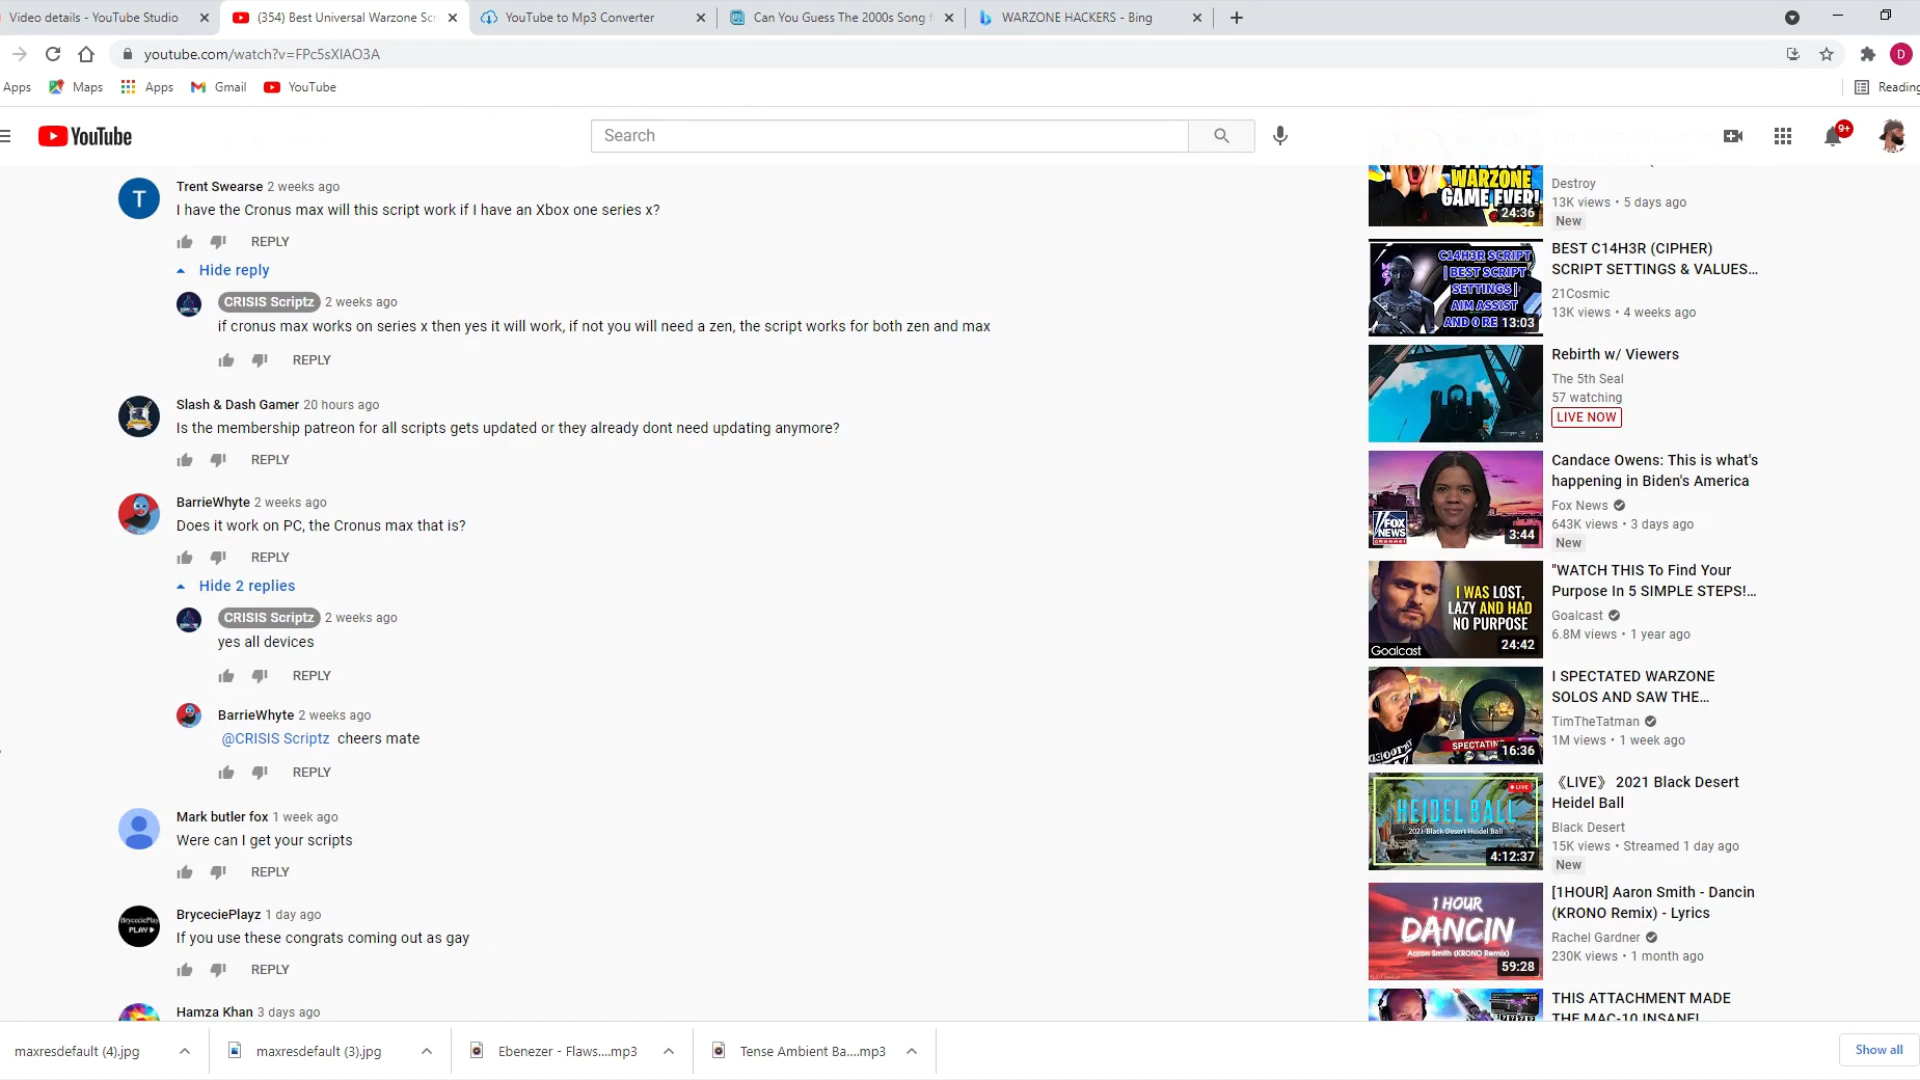 Video details - YouTube Studio
(354) Best Universal Warzone Scr
YouTube to Mp3 Converter
Can You Guess The 2000s Song f
WARZONE HACKERS - Bing
youtube.com/watch?v=FPc5sXIAO3A
D
Apps
Maps
Apps
Gmail
YouTube
Reading
YouTube
Search
9+
T
Trent Swearse 2 weeks ago
I have the Cronus max will this script work if I have an Xbox one series x?
REPLY
Hide reply
CRISIS Scriptz 2 weeks ago
if cronus max works on series x then yes it will work, if not you will need a zen, the script works for both zen and max
REPLY
Slash & Dash Gamer 20 hours ago
Is the membership patreon for all scripts gets updated or they already dont need updating anymore?
REPLY
BarrieWhyte 2 weeks ago
Does it work on PC, the Cronus max that is?
REPLY
Hide 2 replies
CRISIS Scriptz 2 weeks ago
yes all devices
REPLY
BarrieWhyte 2 weeks ago
@CRISIS Scriptz cheers mate
REPLY
Mark butler fox 1 week ago
Were can I get your scripts
REPLY
BryceciePlayz 1 day ago
If you use these congrats coming out as gay
REPLY
Hamza Khan 3 days ago
WARZONE
GAME EVER!
24:36
Destroy
13K views • 5 days ago
New
C14H3R SCRIPT
| BEST SCRIPT
SETTINGS |
AIM ASSIST
AND 0 RE
13:03
BEST C14H3R (CIPHER)
SCRIPT SETTINGS & VALUES...
21Cosmic
13K views • 4 weeks ago
Rebirth w/ Viewers
The 5th Seal
57 watching
LIVE NOW
FOX
NEWS
channel
3:44
Candace Owens: This is what's
happening in Biden's America
Fox News
643K views • 3 days ago
New
I WAS LOST,
LAZY AND HAD
NO PURPOSE
Goalcast
24:42
"WATCH THIS To Find Your
Purpose In 5 SIMPLE STEPS!...
Goalcast
6.8M views • 1 year ago
SPECTATIN
16:36
I SPECTATED WARZONE
SOLOS AND SAW THE...
TimTheTatman
1M views • 1 week ago
LIVE
HEIDEL BALL
2021 Black Desert Heidel Ball
4:12:37
《LIVE》 2021 Black Desert
Heidel Ball
Black Desert
15K views • Streamed 1 day ago
New
1 HOUR
DANCIN
Aaron Smith (KRONO Remix)
59:28
[1HOUR] Aaron Smith - Dancin
(KRONO Remix) - Lyrics
Rachel Gardner
230K views • 1 month ago
THIS ATTACHMENT MADE
THE MAC-10 INSANE!
maxresdefault (4).jpg
maxresdefault (3).jpg
Ebenezer - Flaws....mp3
Tense Ambient Ba....mp3
Show all